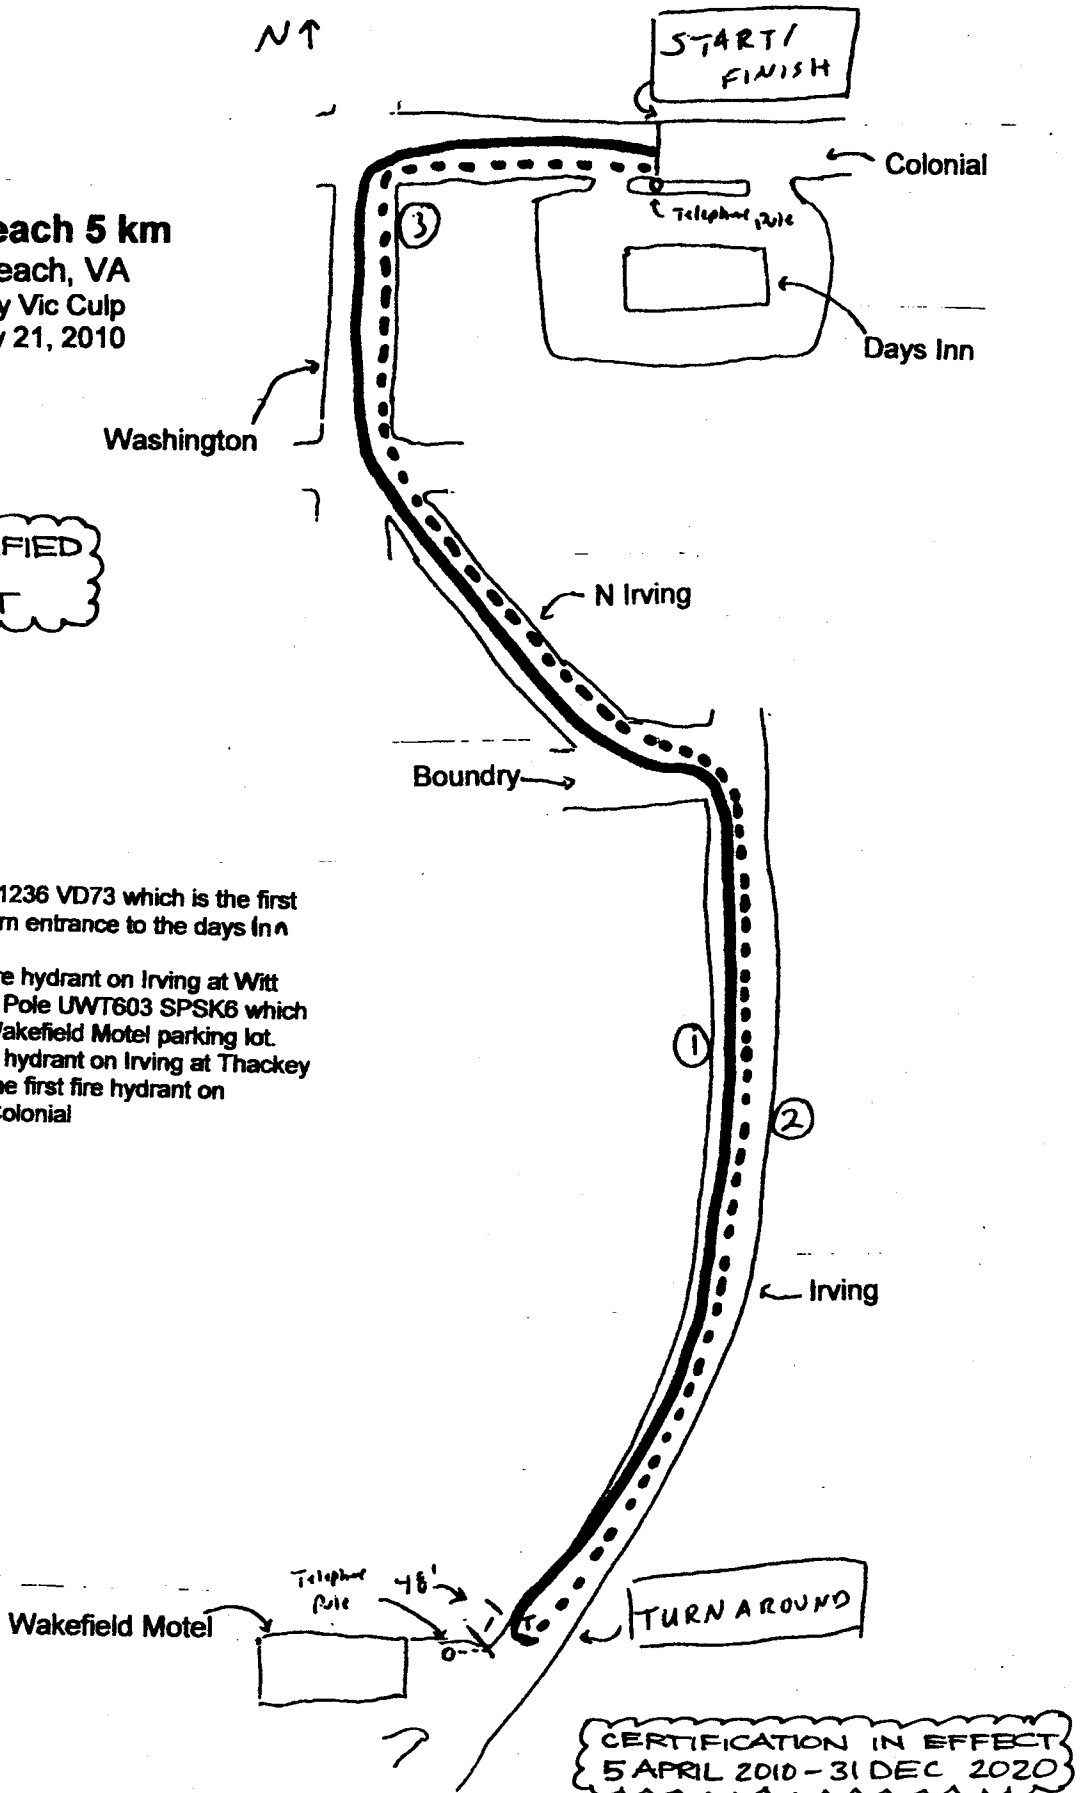 N↑
START/
FINISH
Colonial
Telephone Pole
3
each 5 km
each, VA
y Vic Culp
y 21, 2010
Days Inn
Washington
FIED
T
N Irving
Boundry
1236 VD73 which is the first
rn entrance to the days Inn
re hydrant on Irving at Witt
Pole UWT603 SPSK6 which
Wakefield Motel parking lot.
hydrant on Irving at Thackey
he first fire hydrant on
Colonial
1
2
Irving
Telephone
Pole
48'
Wakefield Motel
T
TURNAROUND
CERTIFICATION IN EFFECT
5 APRIL 2010 - 31 DEC 2020